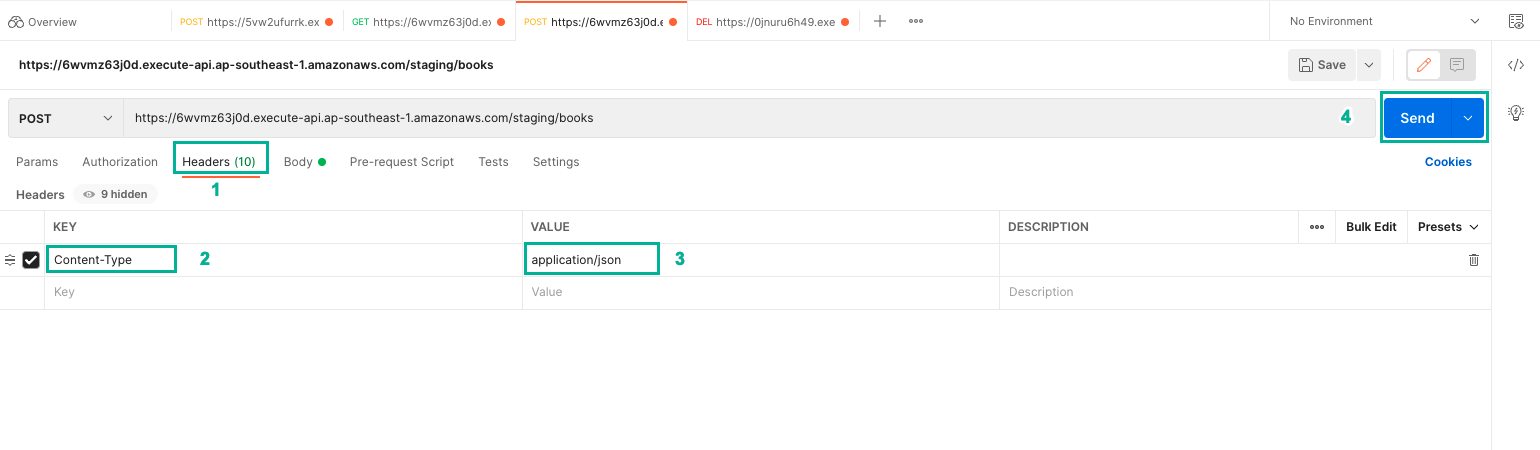 Overview POST https://5vw2ufurrk.ex GET https://6wvmz63j0d.ex POST https://6wvmz63j0d.e DEL https://0jnuru6h49.exe No Environment
https://6wvmz63j0d.execute-api.ap-southeast-1.amazonaws.com/staging/books Save
POST https://6wvmz63j0d.execute-api.ap-southeast-1.amazonaws.com/staging/books 4 Send
Params Authorization Headers (10) Body Pre-request Script Tests Settings Cookies
1
Headers 9 hidden
KEY VALUE DESCRIPTION Bulk Edit Presets
Content-Type 2 application/json 3
Key Value Description